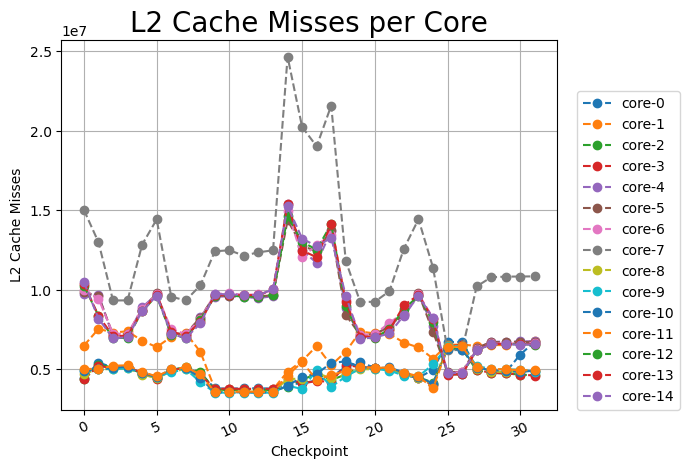 L2 Cache Misses per Core
1e7
2.5
2.0
1.5
1.0
0.5
L2 Cache Misses
0
5
10
15
20
25
30
Checkpoint
core-0
core-1
core-2
core-3
core-4
core-5
core-6
core-7
core-8
core-9
core-10
core-11
core-12
core-13
core-14